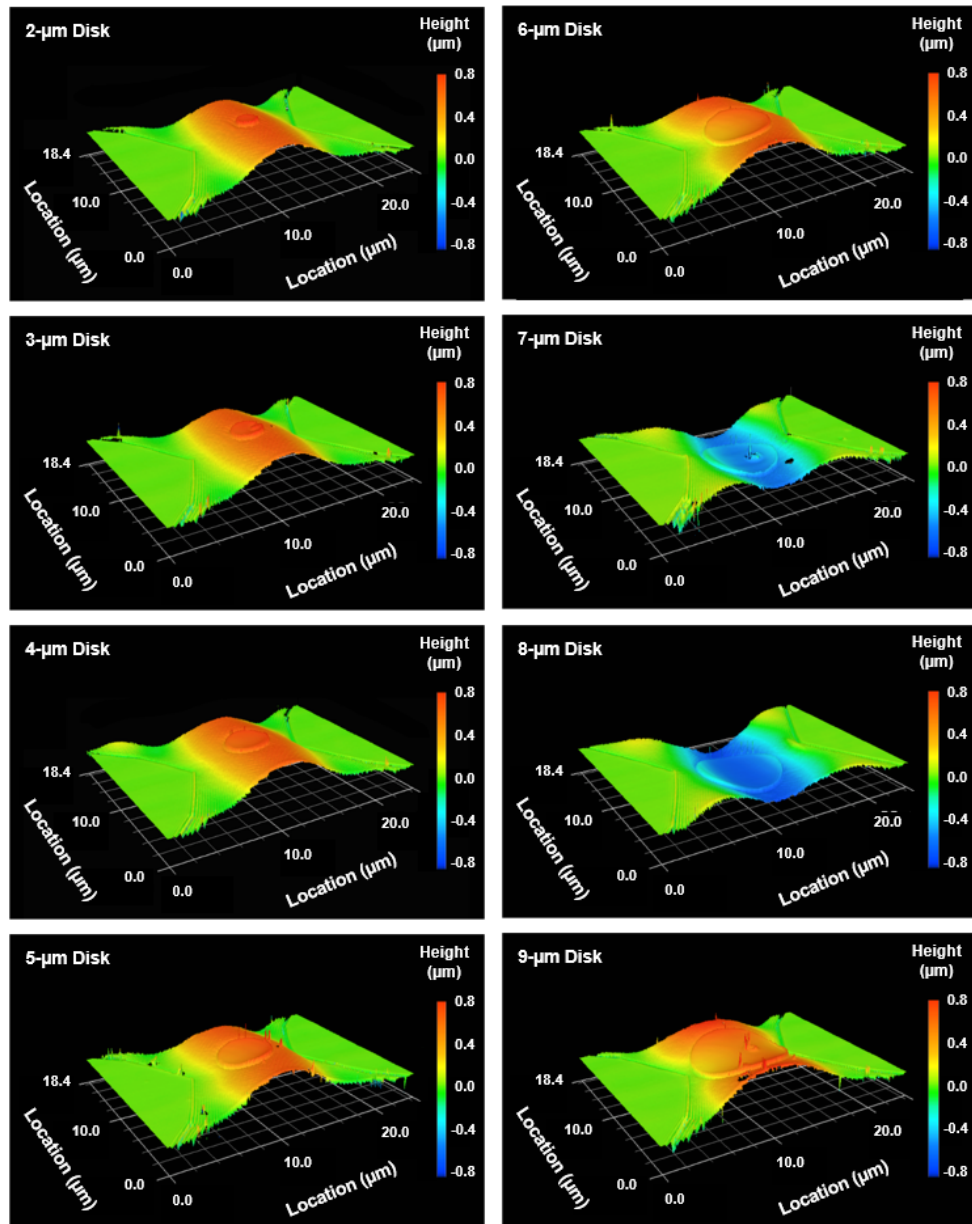 2-µm Disk
Height
(µm)
0.8
0.4
0.0
-0.4
-0.8
18.4
10.0
0.0
0.0
10.0
20.0
Location (µm)
Location (µm)
6-µm Disk
Height
(µm)
0.8
0.4
0.0
-0.4
-0.8
18.4
10.0
0.0
0.0
10.0
20.0
Location (µm)
Location (µm)
3-µm Disk
Height
(µm)
0.8
0.4
0.0
-0.4
-0.8
18.4
10.0
0.0
0.0
10.0
20.0
Location (µm)
Location (µm)
7-µm Disk
Height
(µm)
0.8
0.4
0.0
-0.4
-0.8
18.4
10.0
0.0
0.0
10.0
20.0
Location (µm)
Location (µm)
4-µm Disk
Height
(µm)
0.8
0.4
0.0
-0.4
-0.8
18.4
10.0
0.0
0.0
10.0
20.0
Location (µm)
Location (µm)
8-µm Disk
Height
(µm)
0.8
0.4
0.0
-0.4
-0.8
18.4
10.0
0.0
0.0
10.0
20.0
Location (µm)
Location (µm)
5-µm Disk
Height
(µm)
0.8
0.4
0.0
-0.4
-0.8
18.4
10.0
0.0
0.0
10.0
20.0
Location (µm)
Location (µm)
9-µm Disk
Height
(µm)
0.8
0.4
0.0
-0.4
-0.8
18.4
10.0
0.0
0.0
10.0
20.0
Location (µm)
Location (µm)